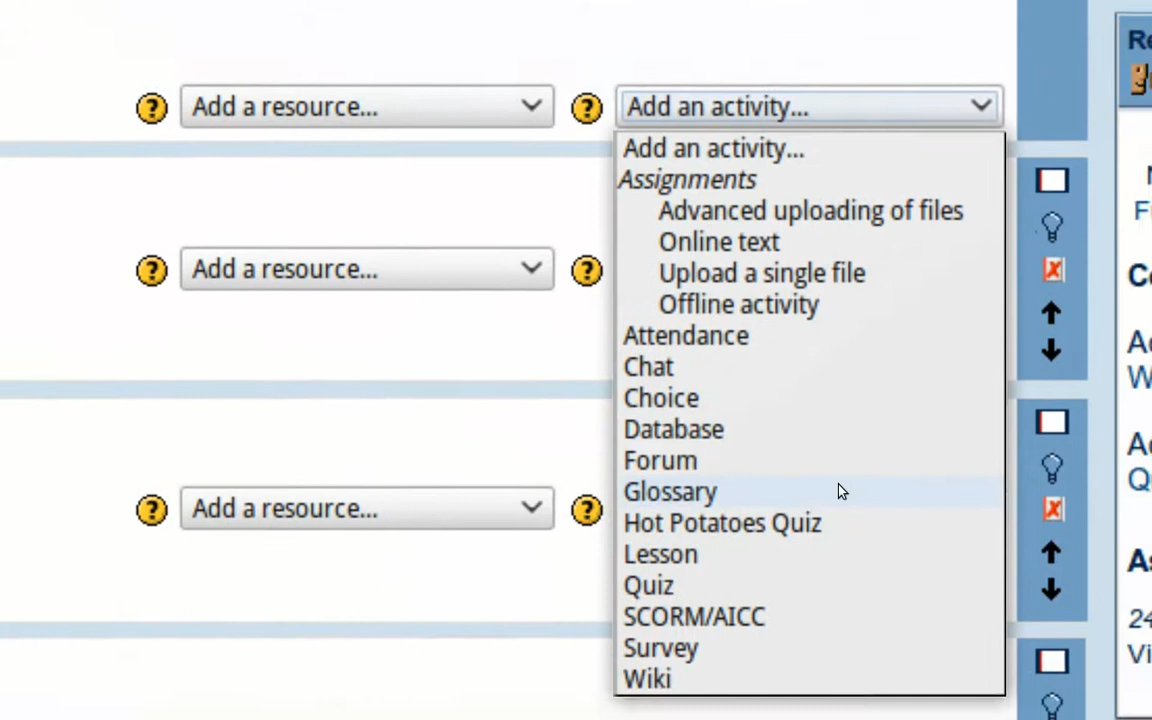 Add a resource...
Add an activity...
Add an activity...
Assignments
Advanced uploading of files
Online text
Upload a single file
Offline activity
Attendance
Chat
Choice
Database
Forum
Glossary
Hot Potatoes Quiz
Lesson
Quiz
SCORM/AICC
Survey
Wiki
Add a resource...
Add a resource...
24